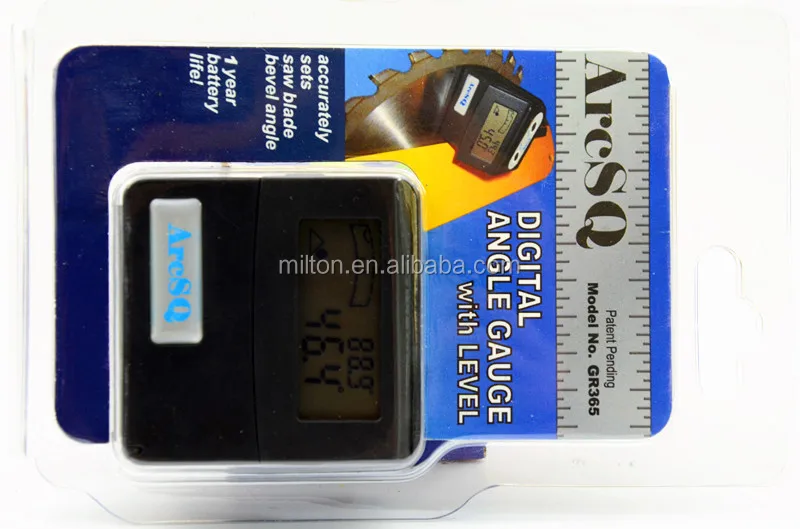 ArcSQ
Patent Pending
Model No. GR365
DIGITAL
ANGLE GAUGE
with LEVEL
ArcSQ
accurately
sets
saw blade
bevel angle
1 year
battery
life!
88.9°
46.4°
ArcSQ
milton.en.alibaba.com